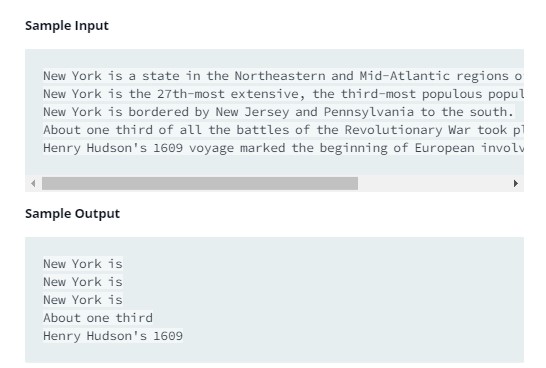 Sample Input
New York is a state in the Northeastern and Mid-Atlantic regions o
New York is the 27th-most extensive, the third-most populous popul
New York is bordered by New Jersey and Pennsylvania to the south.
About one third of all the battles of the Revolutionary War took pl
Henry Hudson's 1609 voyage marked the beginning of European involv
Sample Output
New York is
New York is
New York is
About one third
Henry Hudson's 1609